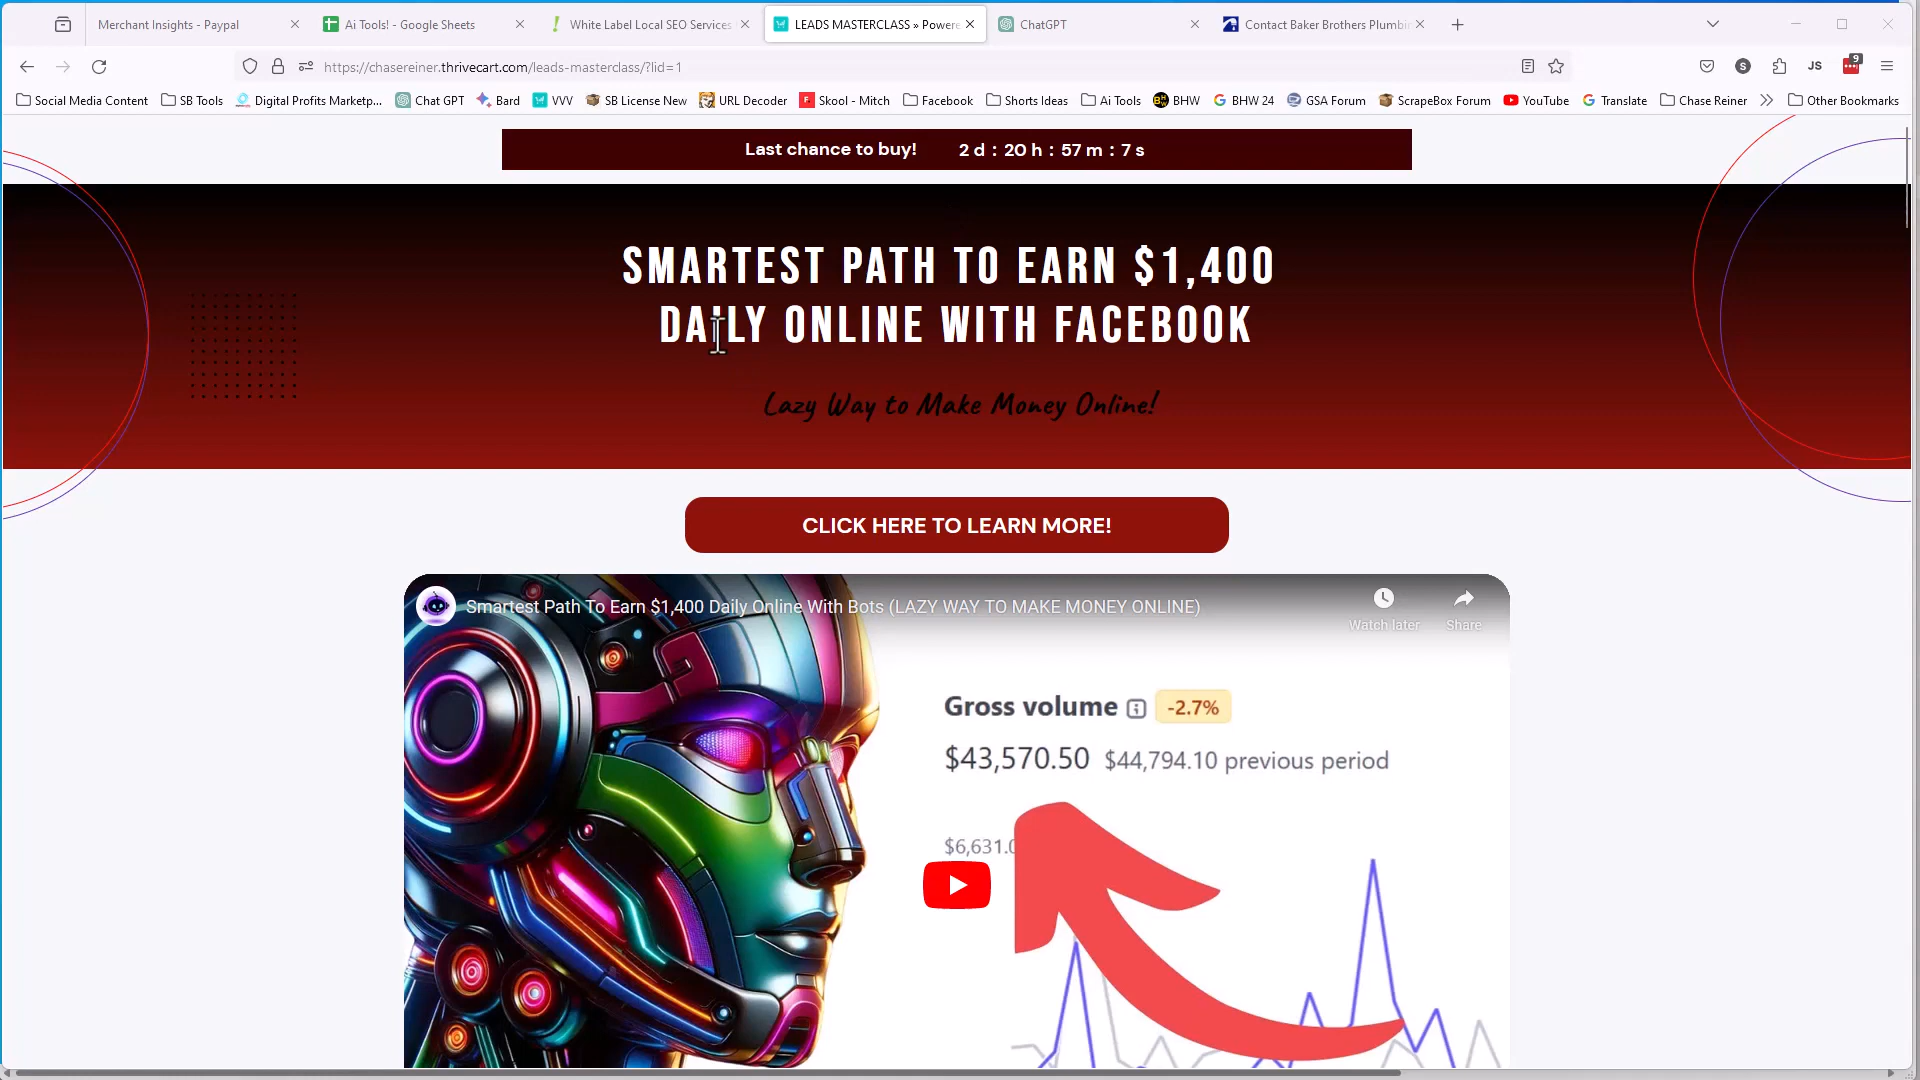 Merchant Insights - Paypal
Ai Tools! - Google Sheets
White Label Local SEO Services
LEADS MASTERCLASS » Powere
ChatGPT
Contact Baker Brothers Plumbin
https://chasereiner.thrivecart.com/leads-masterclass/?lid=1
S
JS
9
Social Media Content
SB Tools
Digital Profits Marketp...
Chat GPT
Bard
VVV
SB License New
URL Decoder
Skool - Mitch
Facebook
Shorts Ideas
Ai Tools
BHW
BHW 24
GSA Forum
ScrapeBox Forum
YouTube
Translate
Chase Reiner
Other Bookmarks
Last chance to buy! 2 d : 20 h : 57 m : 7 s
SMARTEST PATH TO EARN $1,400
DAILY ONLINE WITH FACEBOOK
Lazy Way to Make Money Online!
CLICK HERE TO LEARN MORE!
Smartest Path To Earn $1,400 Daily Online With Bots (LAZY WAY TO MAKE MONEY ONLINE)
Watch later
Share
Gross volume -2.7%
$43,570.50 $44,794.10 previous period